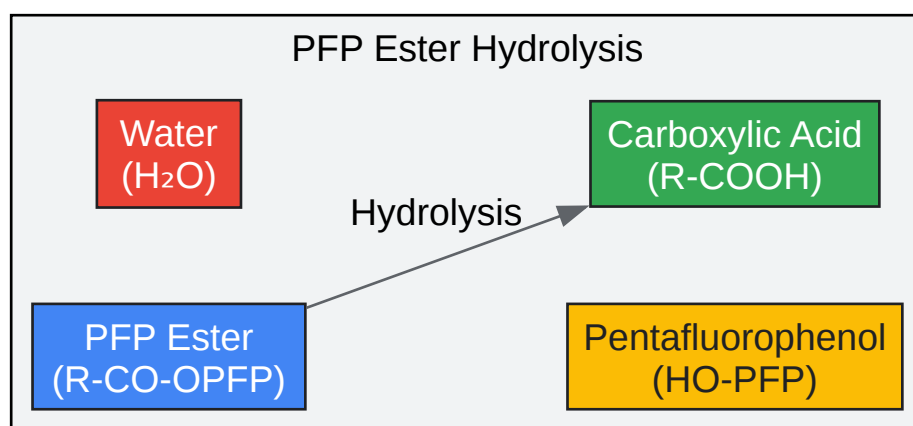 PFP Ester Hydrolysis
Water
(H₂O)
Carboxylic Acid
(R-COOH)
Hydrolysis
PFP Ester
(R-CO-OPFP)
Pentafluorophenol
(HO-PFP)